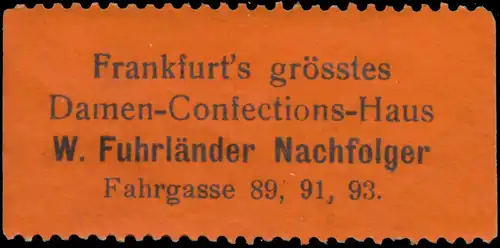 Frankfurt's grösstes
Damen-Confections-Haus
W. Fuhrländer Nachfolger
Fahrgasse 89, 91, 93.